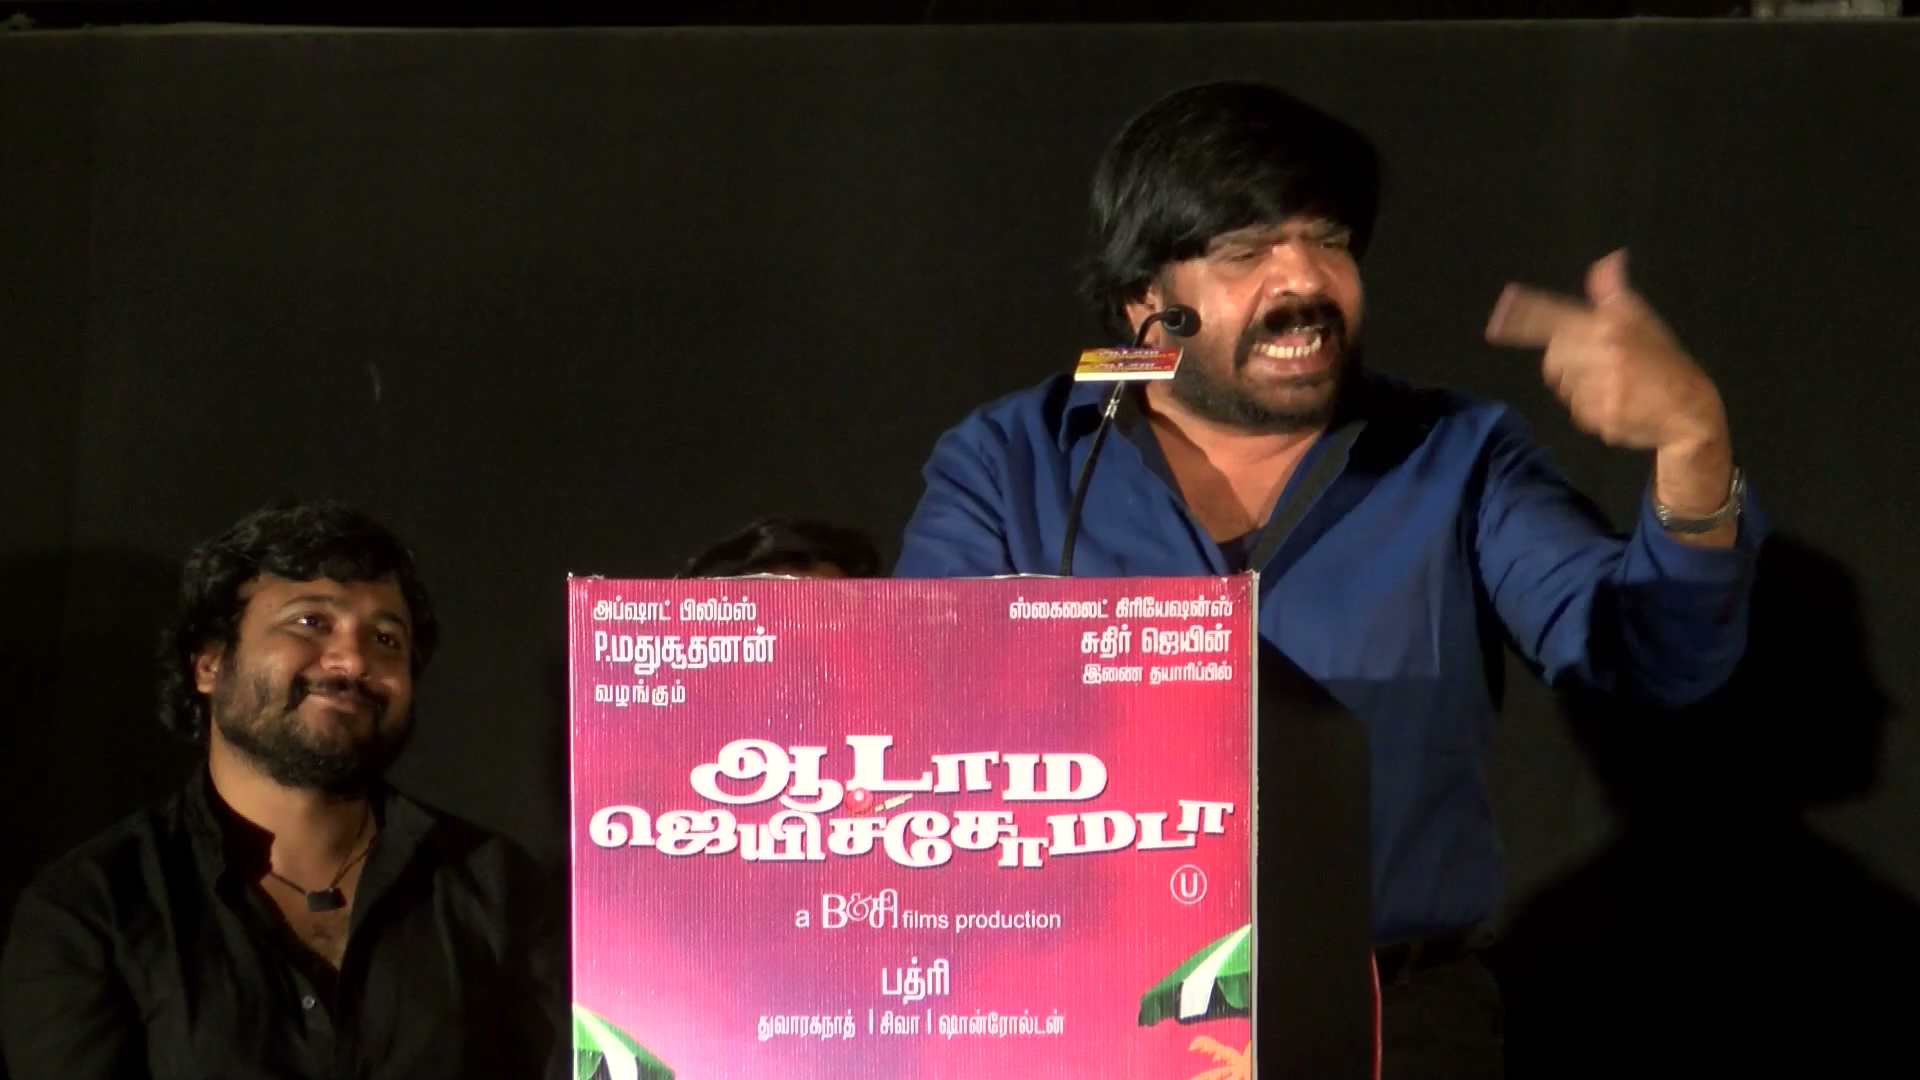 அப்ஷாட் பிலிம்ஸ்
P.மதுசூதனன்
வழங்கும்
ஸ்கைலைட் கிரியேஷன்ஸ்
சுதிர் ஜெயின்
இணை தயாரிப்பில்
ஆடாம
ஜெயிச்சோமடா
U
a B&C films production
பத்ரி
துவாரகநாத் | சிவா | ஷான்ரோல்டன்